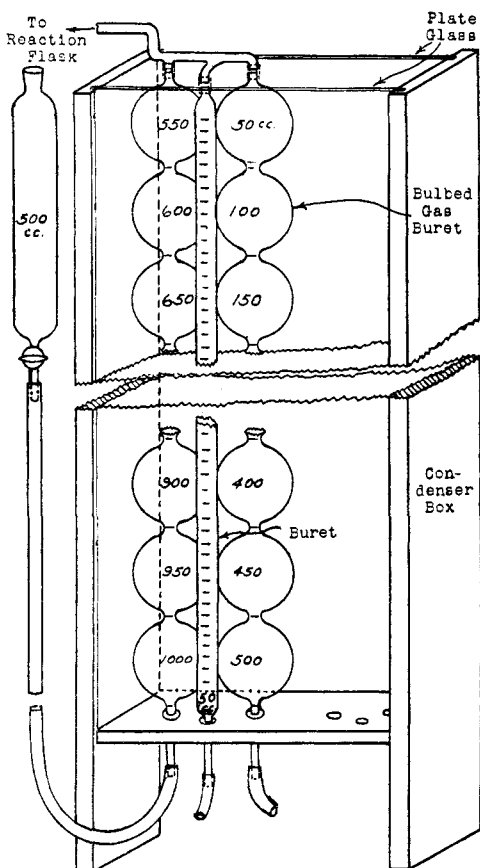 To
Reaction
Flask
Plate
Glass
500
cc.
550
50 cc.
600
100
Bulbed
Gas
Buret
650
150
900
400
Con-
denser
Box
Buret
950
450
1000
500
50
cc.